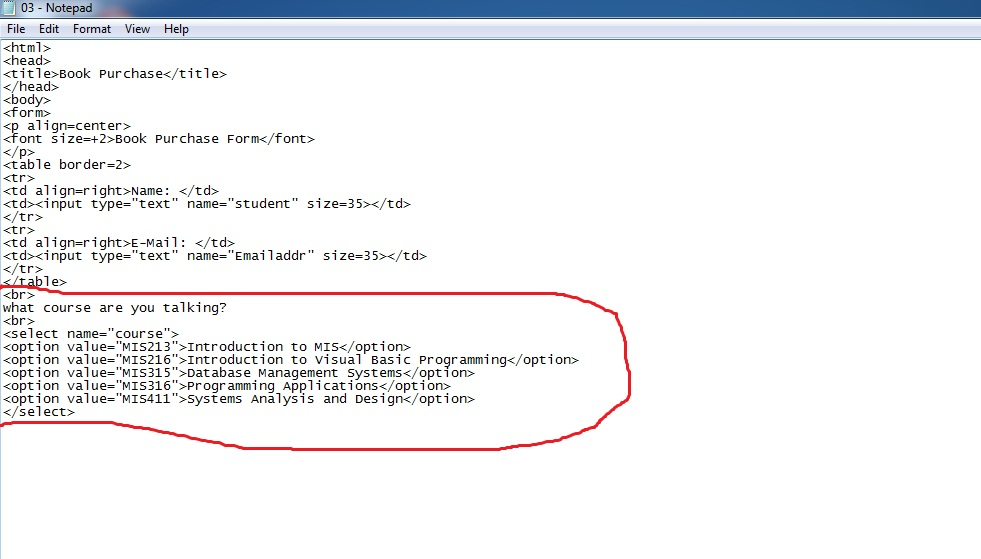 03 - Notepad
File Edit Format View Help
<html>
<head>
<title>Book Purchase</title>
</head>
<body>
<form>
<p align=center>
<font size=+2>Book Purchase Form</font>
</p>
<table border=2>
<tr>
<td align=right>Name: </td>
<td><input type="text" name="student" size=35></td>
</tr>
<tr>
<td align=right>E-Mail: </td>
<td><input type="text" name="Emailaddr" size=35></td>
</tr>
</table>
<br>
what course are you talking?
<br>
<select name="course">
<option value="MIS213">Introduction to MIS</option>
<option value="MIS216">Introduction to Visual Basic Programming</option>
<option value="MIS315">Database Management Systems</option>
<option value="MIS316">Programming Applications</option>
<option value="MIS411">Systems Analysis and Design</option>
</select>